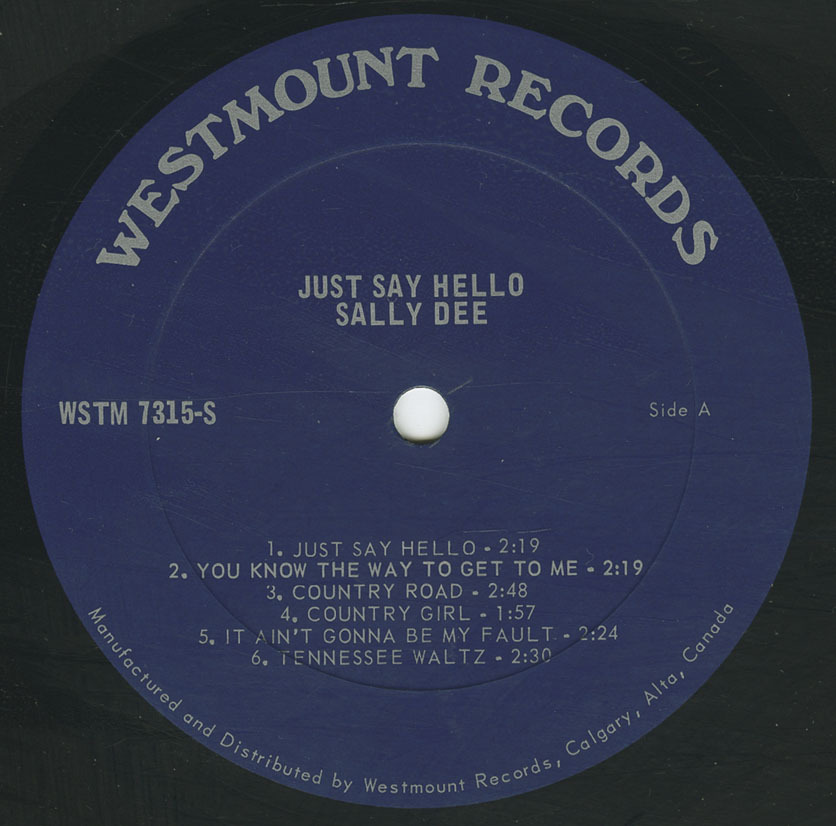 WESTMOUNT RECORDS
JUST SAY HELLO
SALLY DEE
WSTM 7315-S
Side A
1. JUST SAY HELLO - 2:19
2. YOU KNOW THE WAY TO GET TO ME - 2:19
3. COUNTRY ROAD - 2:48
4. COUNTRY GIRL - 1:57
5. IT AIN'T GONNA BE MY FAULT - 2:24
6. TENNESSEE WALTZ - 2:30
Manufactured and Distributed by Westmount Records, Calgary, Alta, Canada